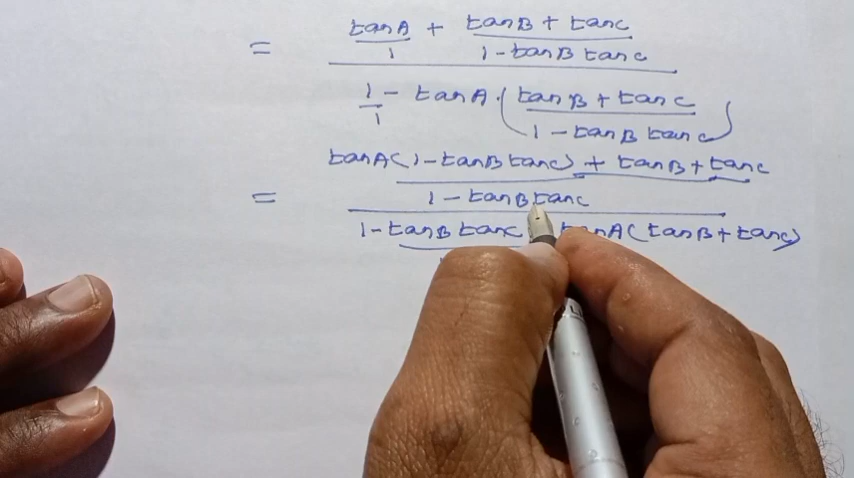 tanA + tanB + tanC
= 1 1 - tanB tanC
1 - tanA . ( tanB + tanC )
1 1 - tanB tanC
tanA(1-tanB tanC) + tanB + tanC
= 1 - tanB tanC
1 - tanB tanC tanA(tanB + tanC)